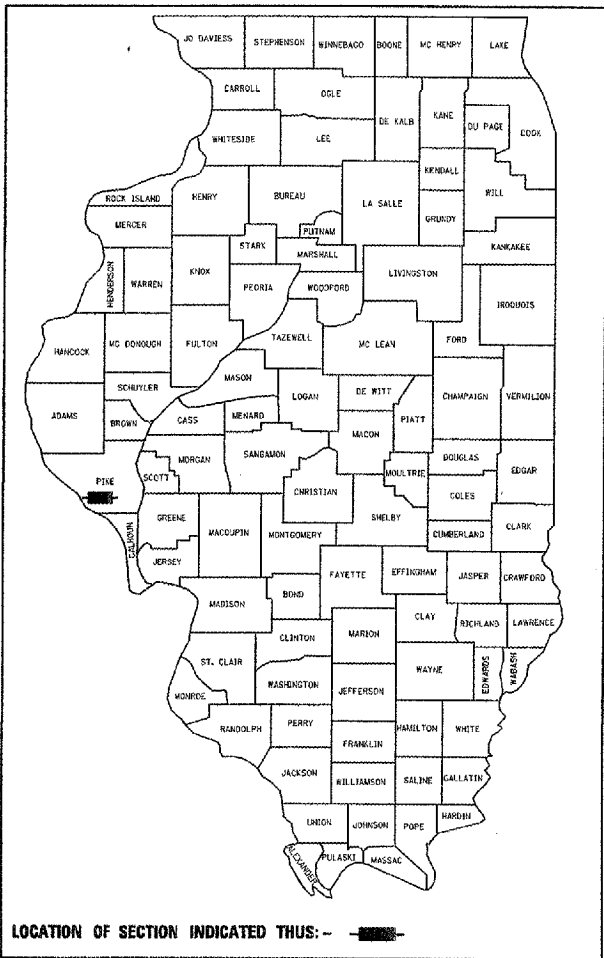 JO DAVIESS
STEPHENSON
WINNEBAGO
BOONE
MC HENRY
LAKE
CARROLL
OGLE
DE KALB
KANE
DU PAGE
COOK
WHITESIDE
LEE
KENDALL
WILL
ROCK ISLAND
HENRY
BUREAU
LA SALLE
GRUNDY
MERCER
PUTNAM
STARK
MARSHALL
KANKAKEE
HENDERSON
WARREN
KNOX
PEORIA
WOODFORD
LIVINGSTON
IROQUOIS
HANCOCK
MC DONOUGH
FULTON
TAZEWELL
MC LEAN
FORD
SCHUYLER
MASON
LOGAN
DE WITT
CHAMPAIGN
VERMILION
ADAMS
BROWN
CASS
MENARD
PIATT
MACON
MORGAN
SANGAMON
DOUGLAS
EDGAR
PIKE
SCOTT
CHRISTIAN
MOULTRIE
COLES
GREENE
MACOUPIN
MONTGOMERY
SHELBY
CUMBERLAND
CLARK
CALHOUN
JERSEY
FAYETTE
EFFINGHAM
JASPER
CRAWFORD
MADISON
BOND
CLAY
RICHLAND
LAWRENCE
CLINTON
MARION
ST. CLAIR
WAYNE
EDWARDS
WABASH
WASHINGTON
JEFFERSON
MONROE
RANDOLPH
PERRY
HAMILTON
WHITE
FRANKLIN
JACKSON
WILLIAMSON
SALINE
GALLATIN
UNION
JOHNSON
POPE
HARDIN
ALEXANDER
PULASKI
MASSAC
LOCATION OF SECTION INDICATED THUS: -